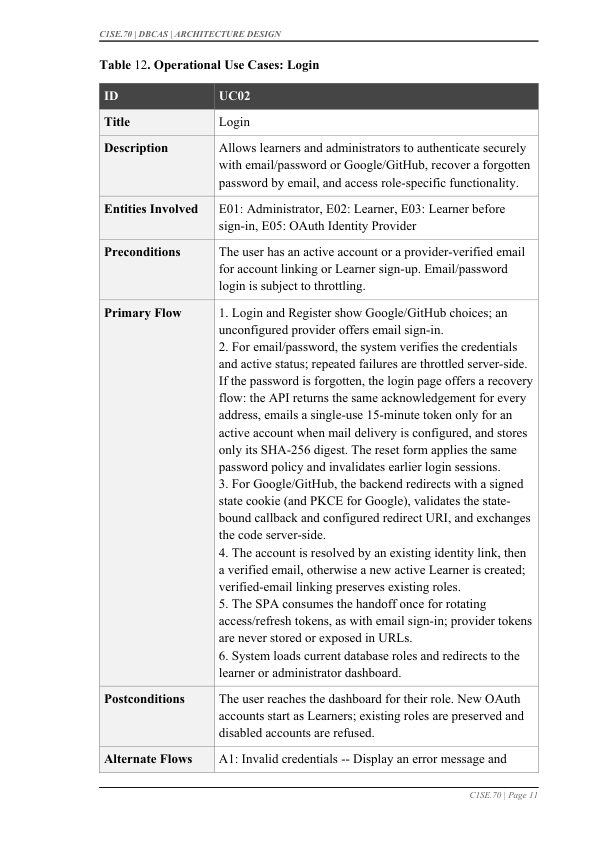 C1SE.70 | DBCAS | ARCHITECTURE DESIGN
Table 12. Operational Use Cases: Login
ID UC02
Title Login
Description Allows learners and administrators to authenticate securely
with email/password or Google/GitHub, recover a forgotten
password by email, and access role-specific functionality.
Entities Involved E01: Administrator, E02: Learner, E03: Learner before
sign-in, E05: OAuth Identity Provider
Preconditions The user has an active account or a provider-verified email
for account linking or Learner sign-up. Email/password
login is subject to throttling.
Primary Flow 1. Login and Register show Google/GitHub choices; an
unconfigured provider offers email sign-in.
2. For email/password, the system verifies the credentials
and active status; repeated failures are throttled server-side.
If the password is forgotten, the login page offers a recovery
flow: the API returns the same acknowledgement for every
address, emails a single-use 15-minute token only for an
active account when mail delivery is configured, and stores
only its SHA-256 digest. The reset form applies the same
password policy and invalidates earlier login sessions.
3. For Google/GitHub, the backend redirects with a signed
state cookie (and PKCE for Google), validates the state-
bound callback and configured redirect URI, and exchanges
the code server-side.
4. The account is resolved by an existing identity link, then
a verified email, otherwise a new active Learner is created;
verified-email linking preserves existing roles.
5. The SPA consumes the handoff once for rotating
access/refresh tokens, as with email sign-in; provider tokens
are never stored or exposed in URLs.
6. System loads current database roles and redirects to the
learner or administrator dashboard.
Postconditions The user reaches the dashboard for their role. New OAuth
accounts start as Learners; existing roles are preserved and
disabled accounts are refused.
Alternate Flows A1: Invalid credentials -- Display an error message and
C1SE.70 | Page 11